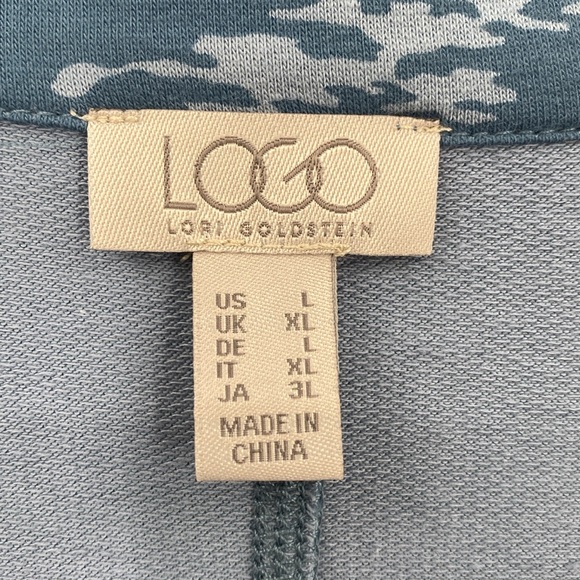 LOGO
LORI GOLDSTEIN
US L
UK XL
DE L
IT XL
JA 3L
MADE IN
CHINA